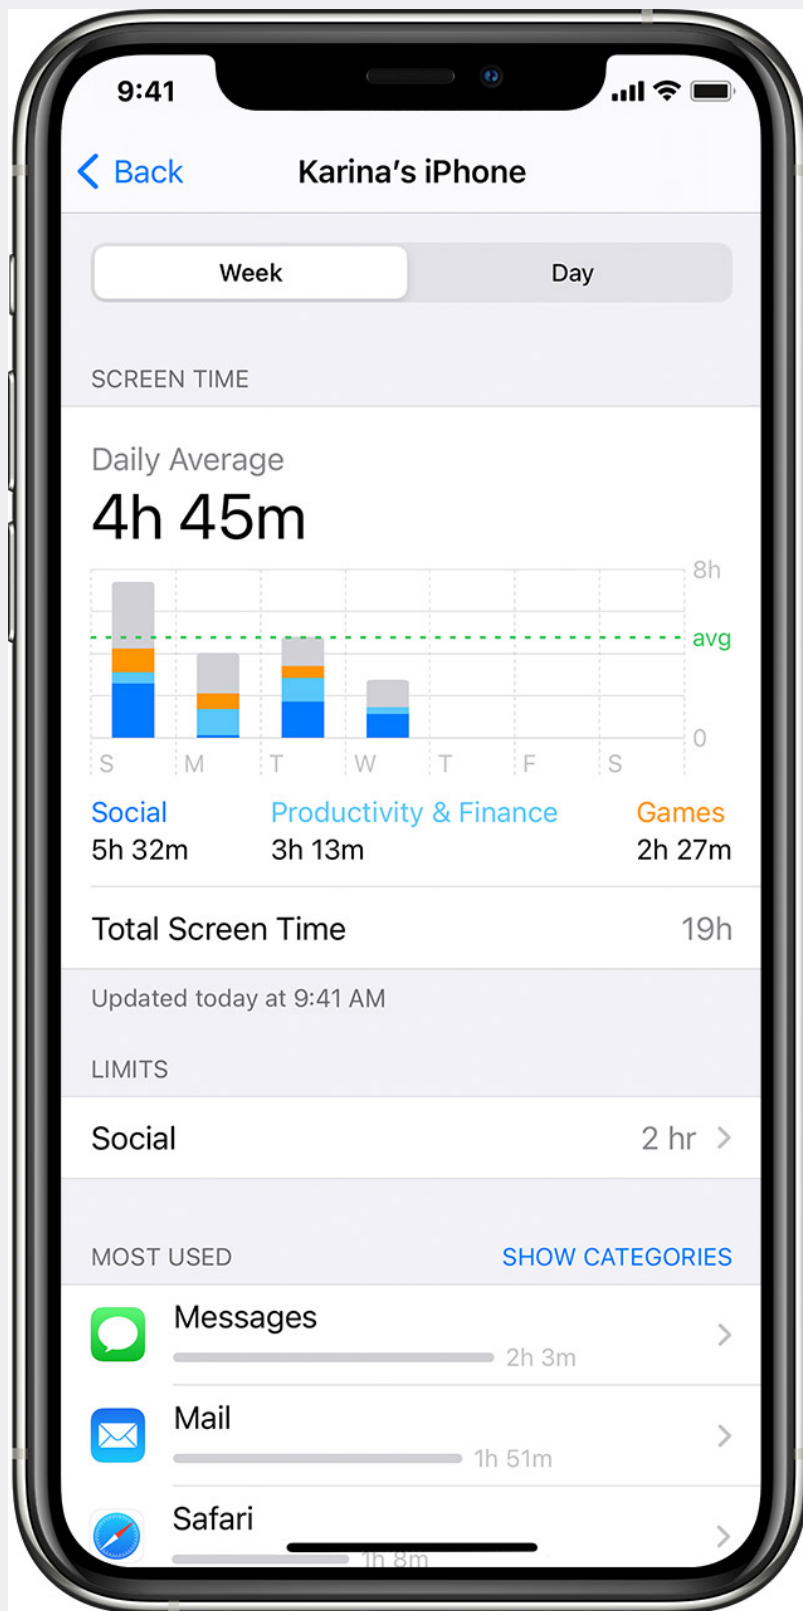 9:41
Back Karina's iPhone
Week Day
SCREEN TIME
Daily Average
4h 45m
8h
avg
0
S M T W T F S
Social Productivity & Finance Games
5h 32m 3h 13m 2h 27m
Total Screen Time 19h
Updated today at 9:41 AM
LIMITS
Social 2 hr
MOST USED SHOW CATEGORIES
Messages
2h 3m
Mail
1h 51m
Safari
1h 8m